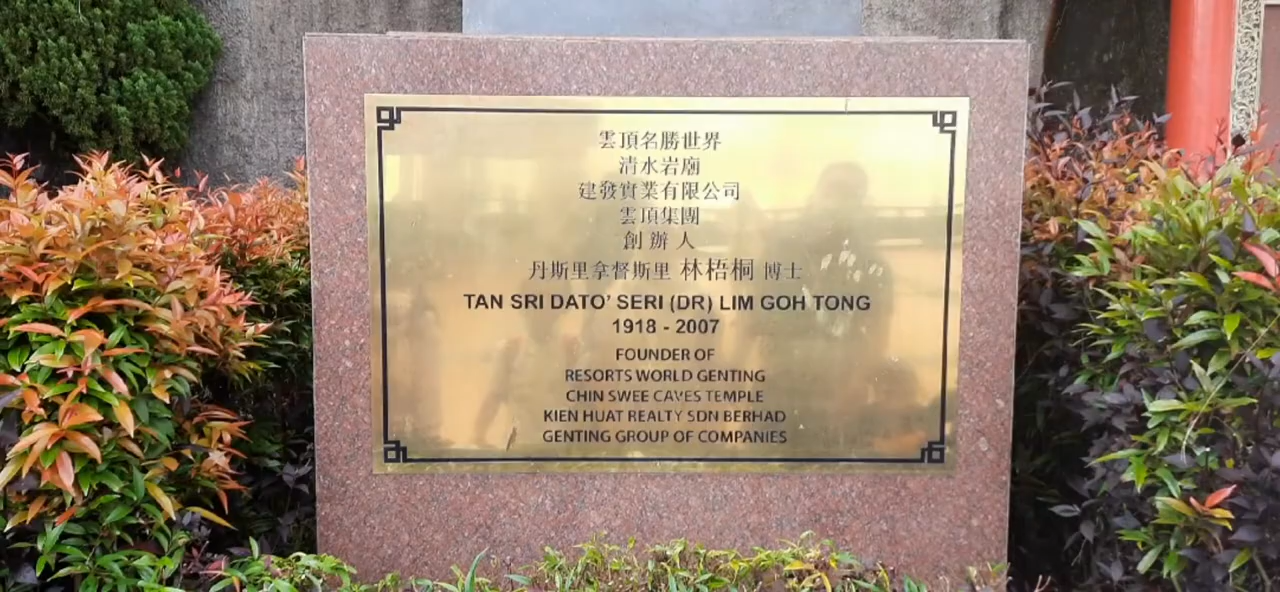 雲頂名勝世界
清水岩廟
建發實業有限公司
雲頂集團
創辦人
丹斯里拿督斯里 林梧桐 博士
TAN SRI DATO' SERI (DR) LIM GOH TONG
1918 - 2007
FOUNDER OF
RESORTS WORLD GENTING
CHIN SWEE CAVES TEMPLE
KIEN HUAT REALTY SDN BERHAD
GENTING GROUP OF COMPANIES